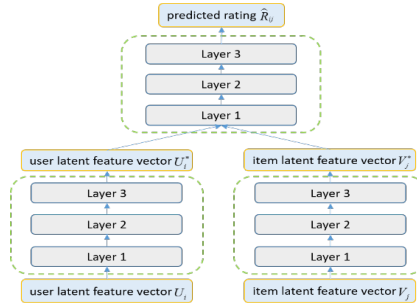 predicted rating R̂ij
Layer 3
Layer 2
Layer 1
user latent feature vector Ui*
item latent feature vector Vj*
Layer 3
Layer 3
Layer 2
Layer 2
Layer 1
Layer 1
user latent feature vector Ui
item latent feature vector Vj